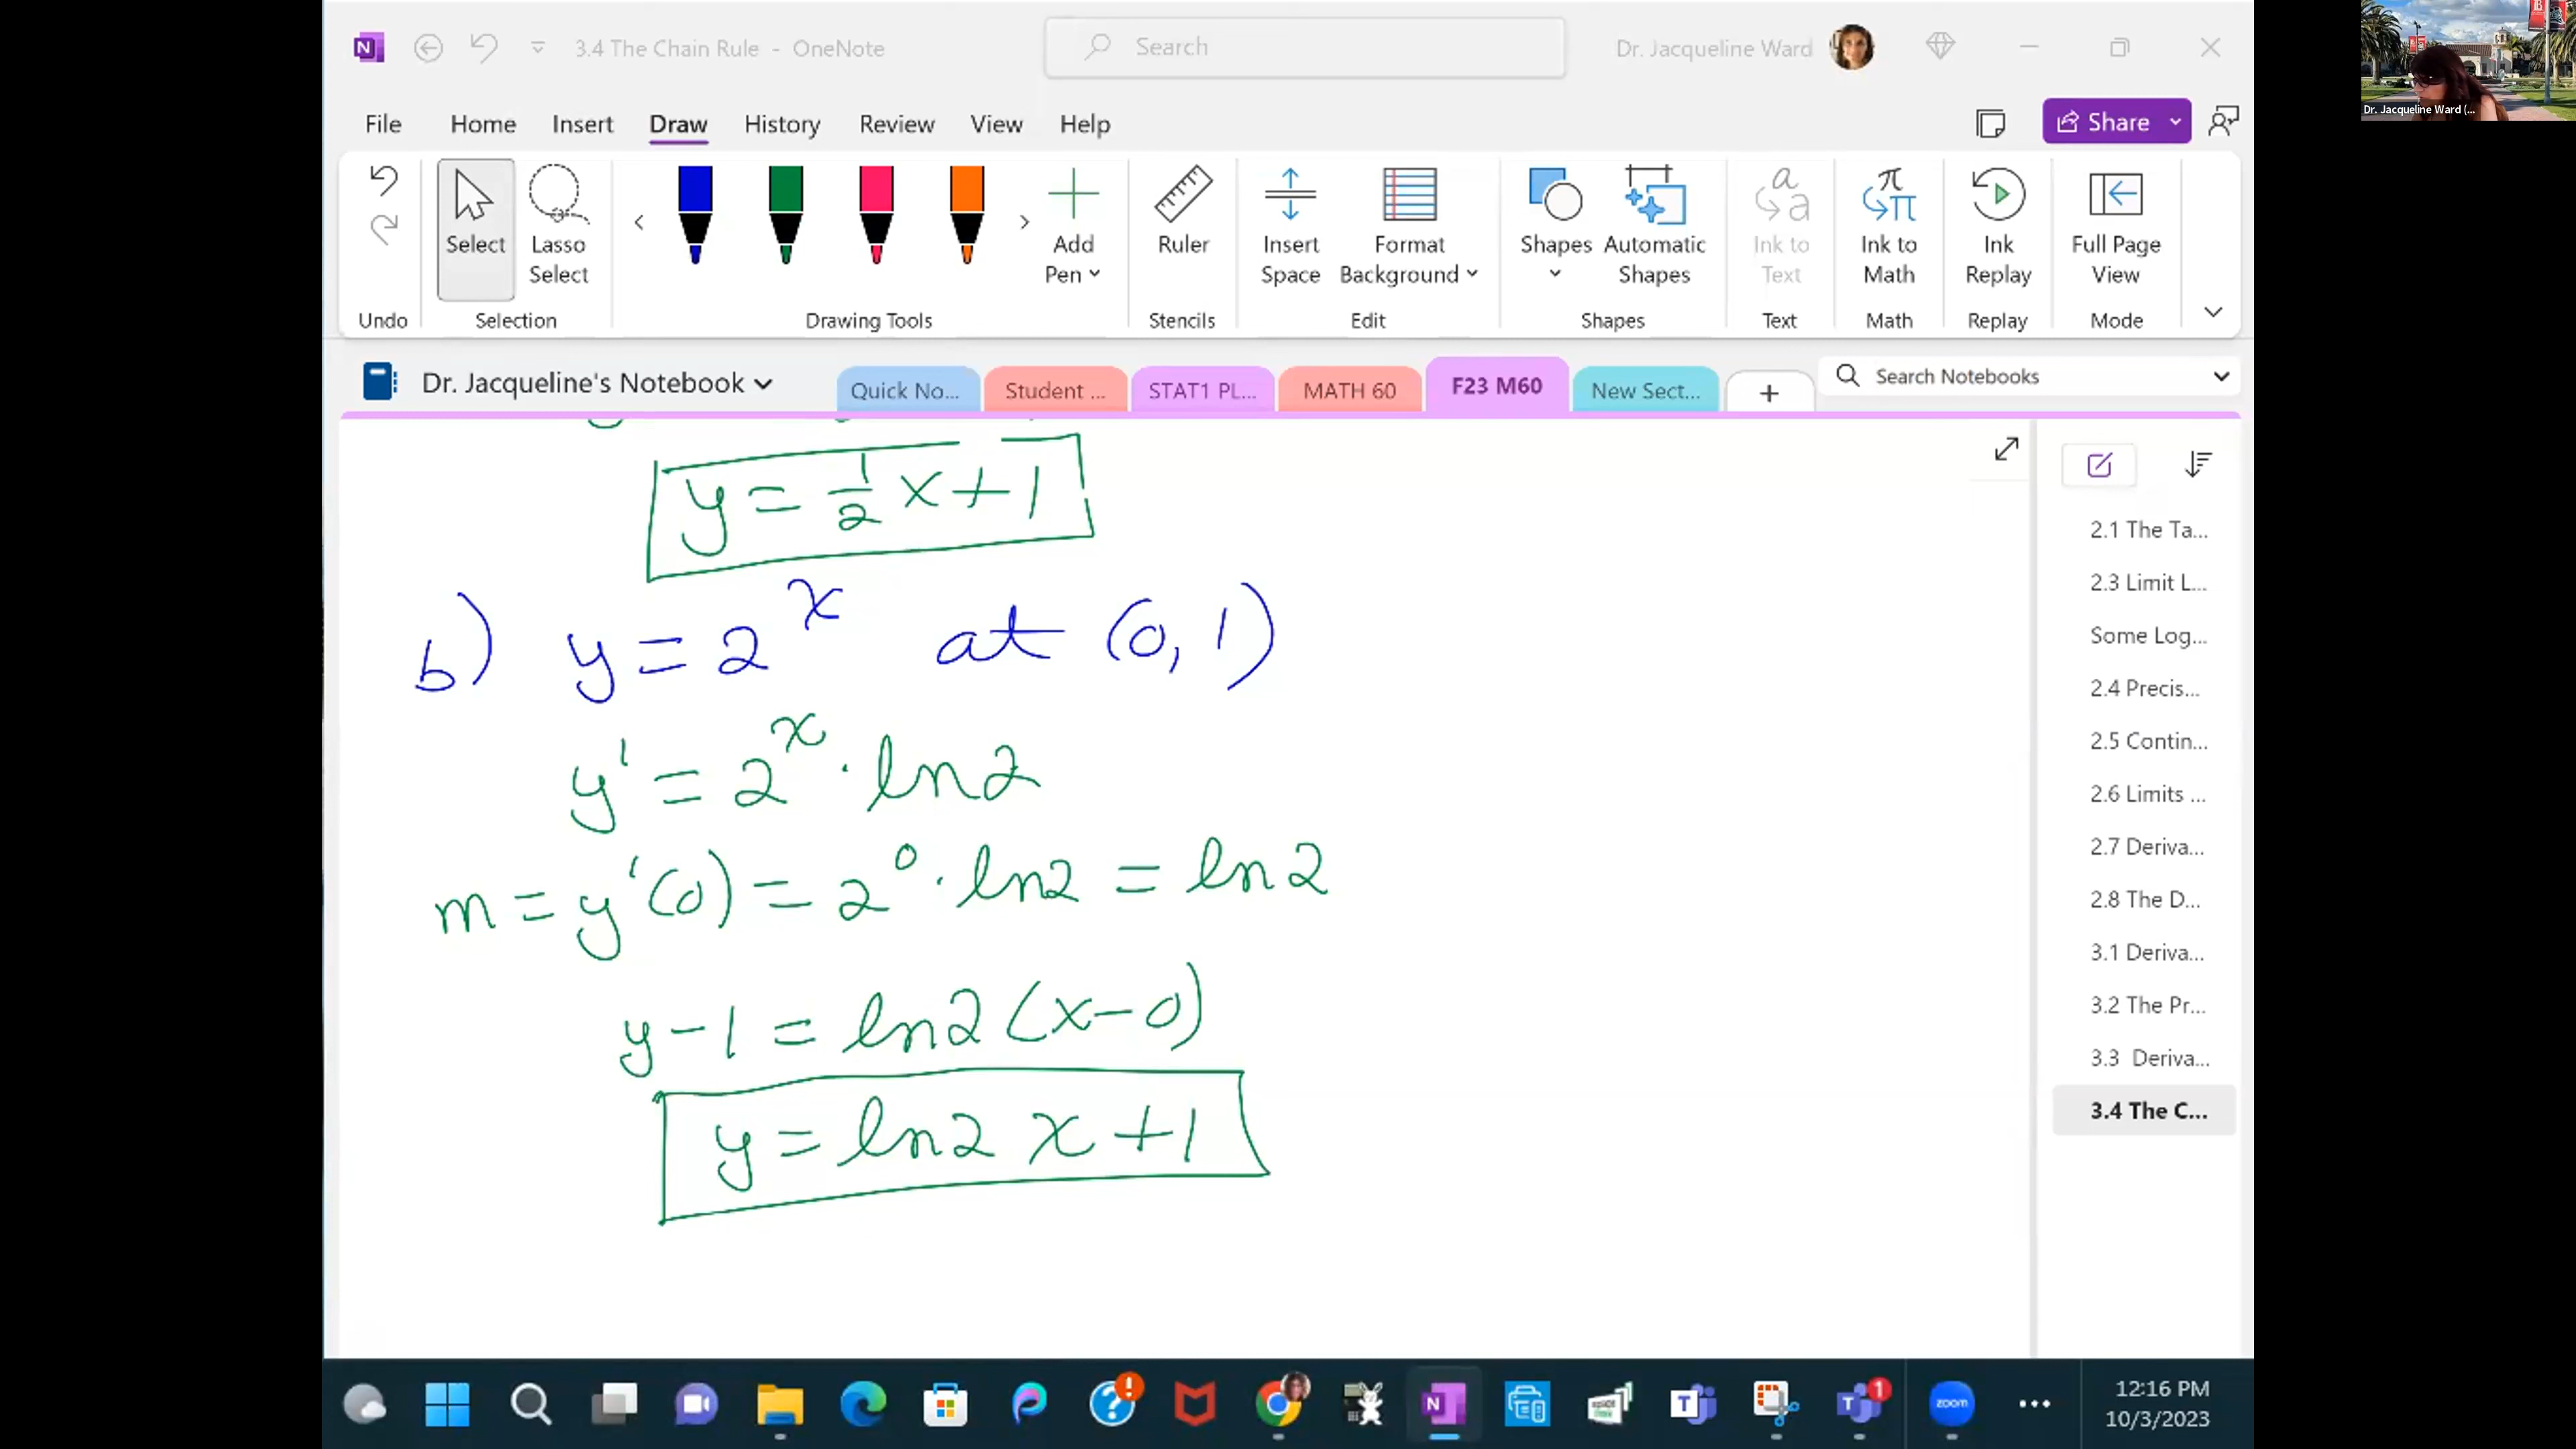 3.4 The Chain Rule - OneNote
Search
Dr. Jacqueline Ward
Dr. Jacqueline Ward (...
File Home Insert Draw History Review View Help
Share
Select
Lasso Select
Add Pen
Ruler
Insert Space
Format Background
Shapes
Automatic Shapes
Ink to Text
Ink to Math
Ink Replay
Full Page View
Undo Selection Drawing Tools Stencils Edit Shapes Text Math Replay Mode
Dr. Jacqueline's Notebook
Quick No... Student ... STAT1 PL... MATH 60 F23 M60 New Sect... +
Search Notebooks
y = 1/2 x + 1
b) y = 2^x at (0, 1)
y' = 2^x · ln2
m = y'(0) = 2^0 · ln2 = ln2
y - 1 = ln2 (x - 0)
y = ln2 x + 1
2.1 The Ta...
2.3 Limit L...
Some Log...
2.4 Precis...
2.5 Contin...
2.6 Limits ...
2.7 Deriva...
2.8 The D...
3.1 Deriva...
3.2 The Pr...
3.3 Deriva...
3.4 The C...
zoom
12:16 PM
10/3/2023